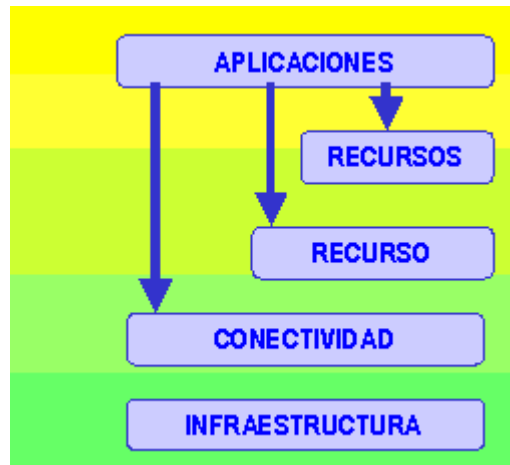 APLICACIONES
RECURSOS
RECURSO
CONECTIVIDAD
INFRAESTRUCTURA